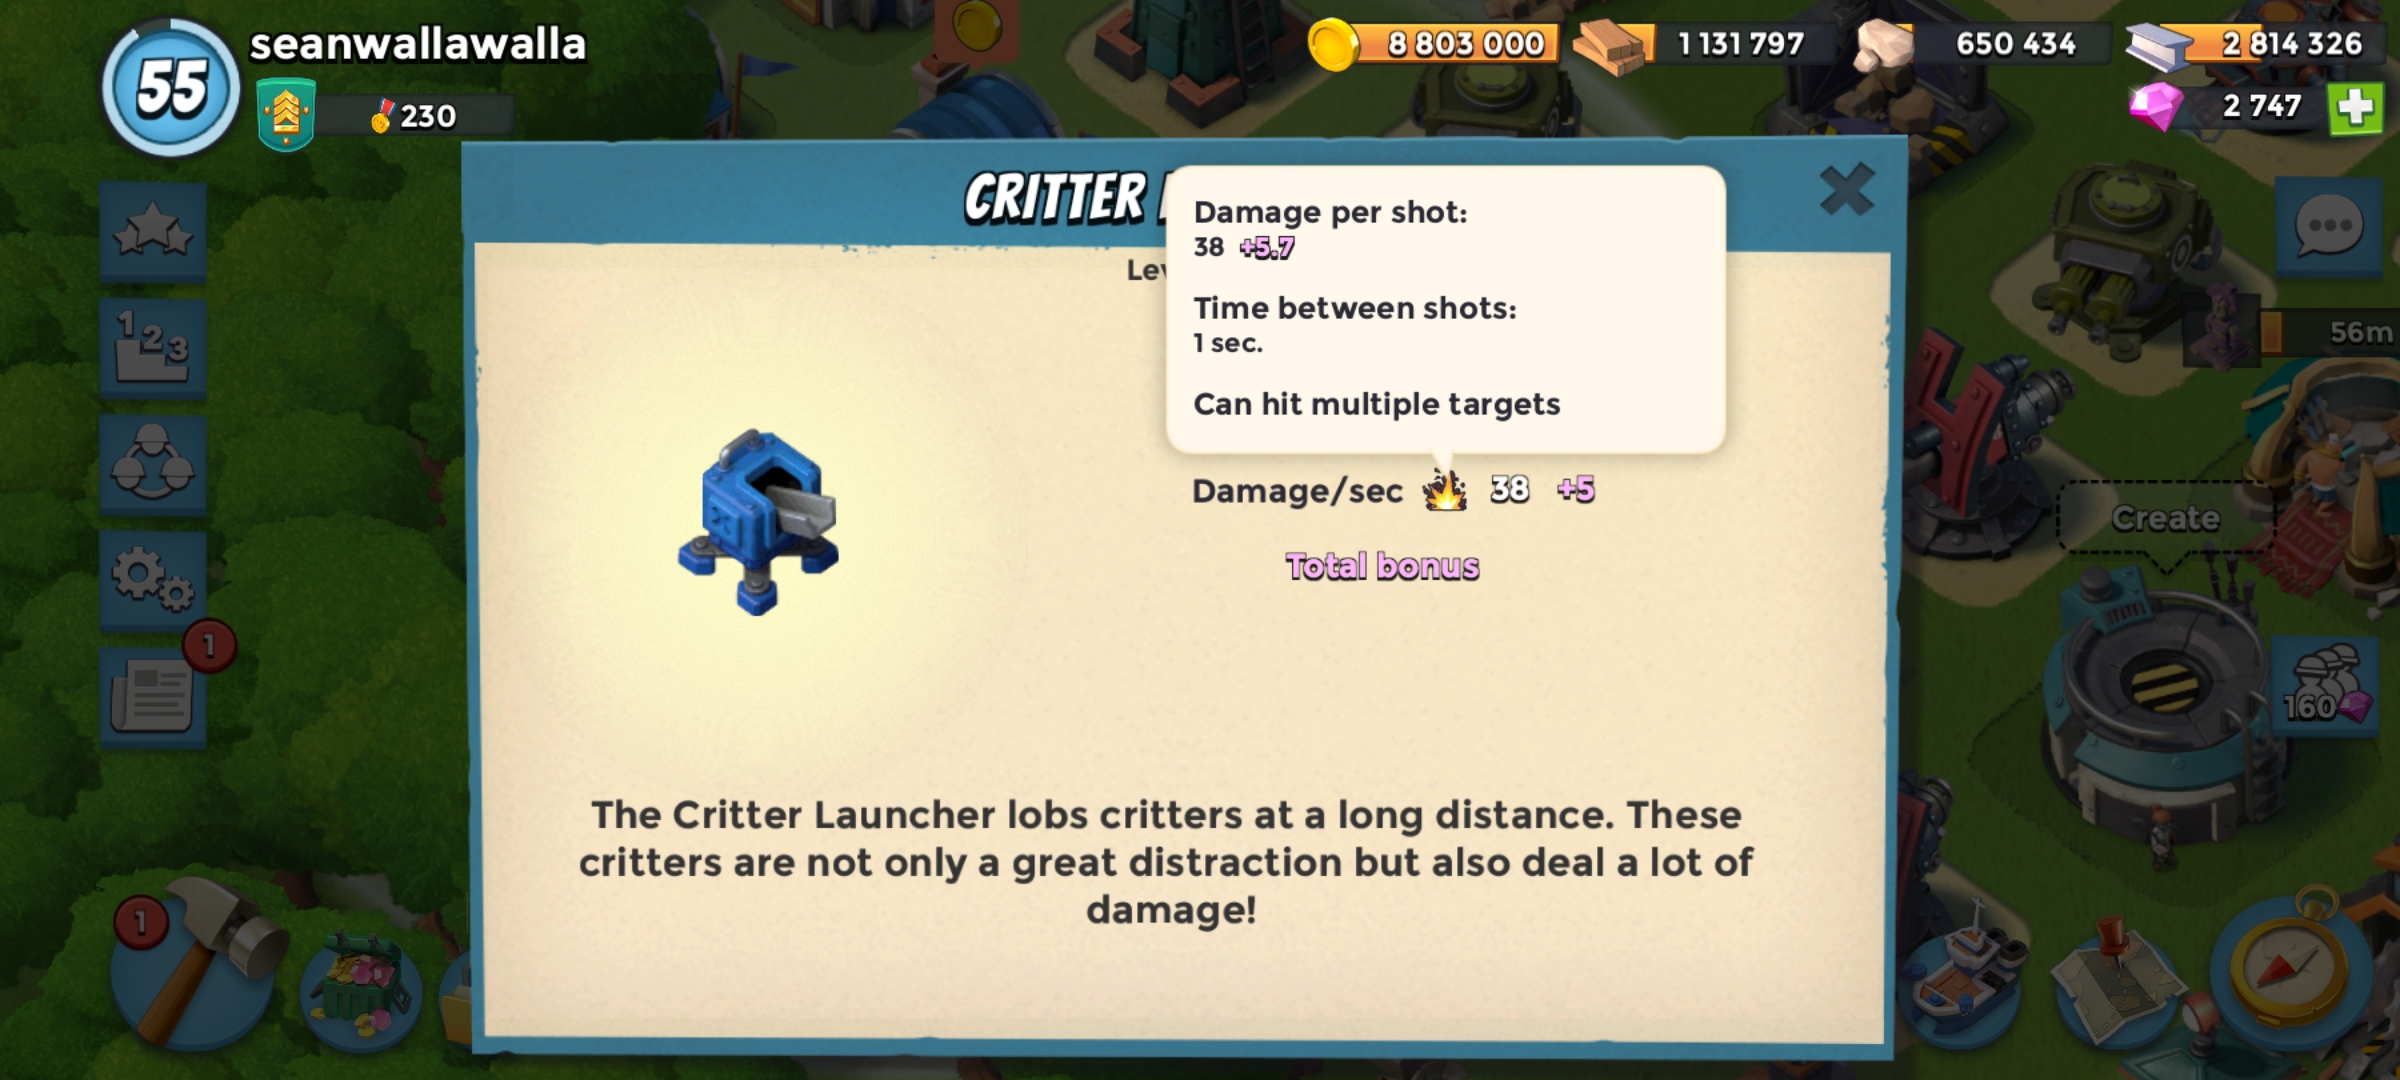 55
seanwallawalla
230
8 803 000
1 131 797
650 434
2 814 326
2 747
CRITTER
Damage per shot:
38 +5.7
Time between shots:
1 sec.
Can hit multiple targets
Damage/sec 38 +5
Total bonus
The Critter Launcher lobs critters at a long distance. These
critters are not only a great distraction but also deal a lot of
damage!
1 2 3
1
1
56m
Create
160